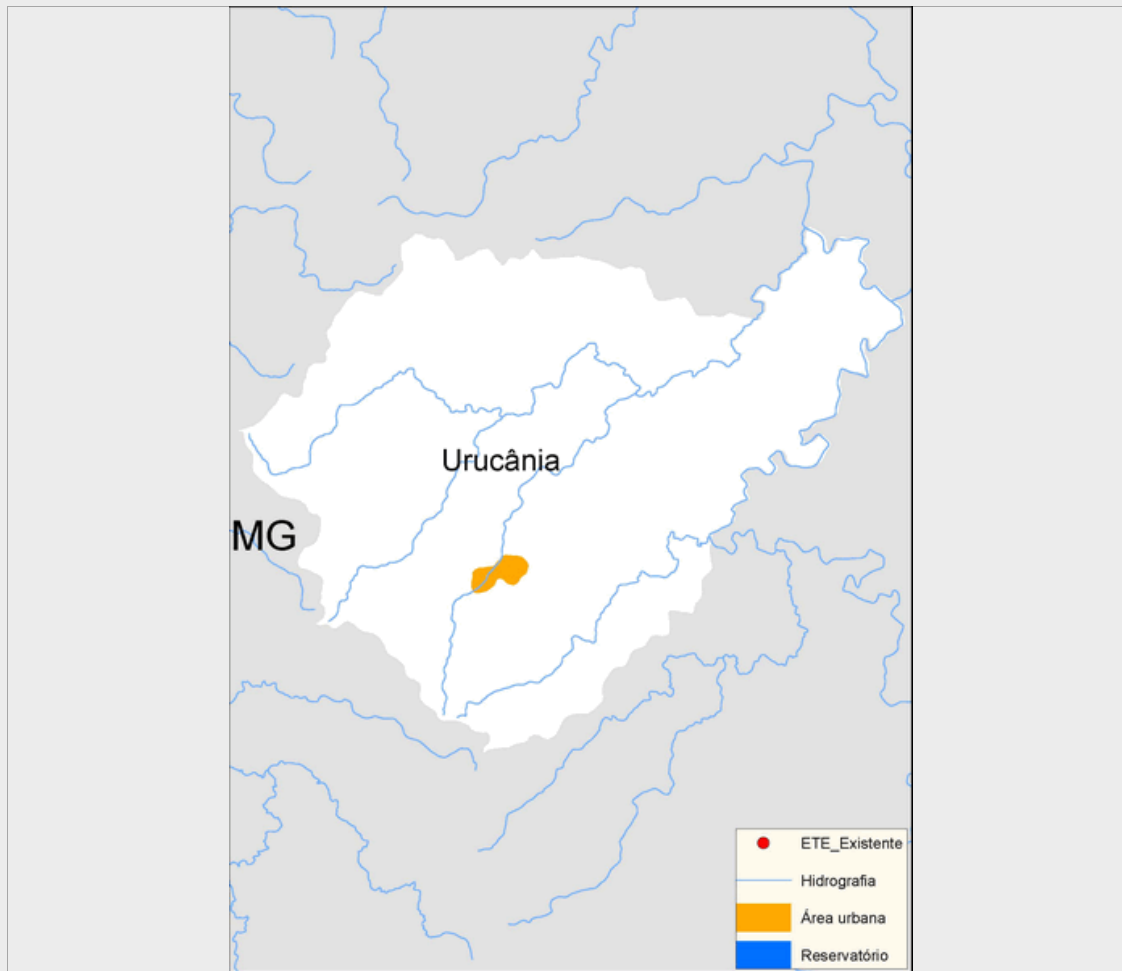 Urucânia
MG
ETE_Existente
Hidrografia
Área urbana
Reservatório